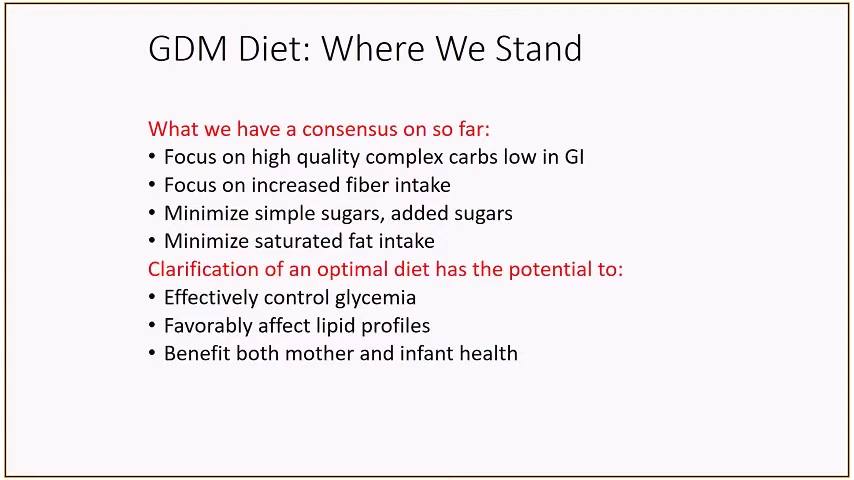 GDM Diet: Where We Stand
What we have a consensus on so far:
• Focus on high quality complex carbs low in GI
• Focus on increased fiber intake
• Minimize simple sugars, added sugars
• Minimize saturated fat intake
Clarification of an optimal diet has the potential to:
• Effectively control glycemia
• Favorably affect lipid profiles
• Benefit both mother and infant health